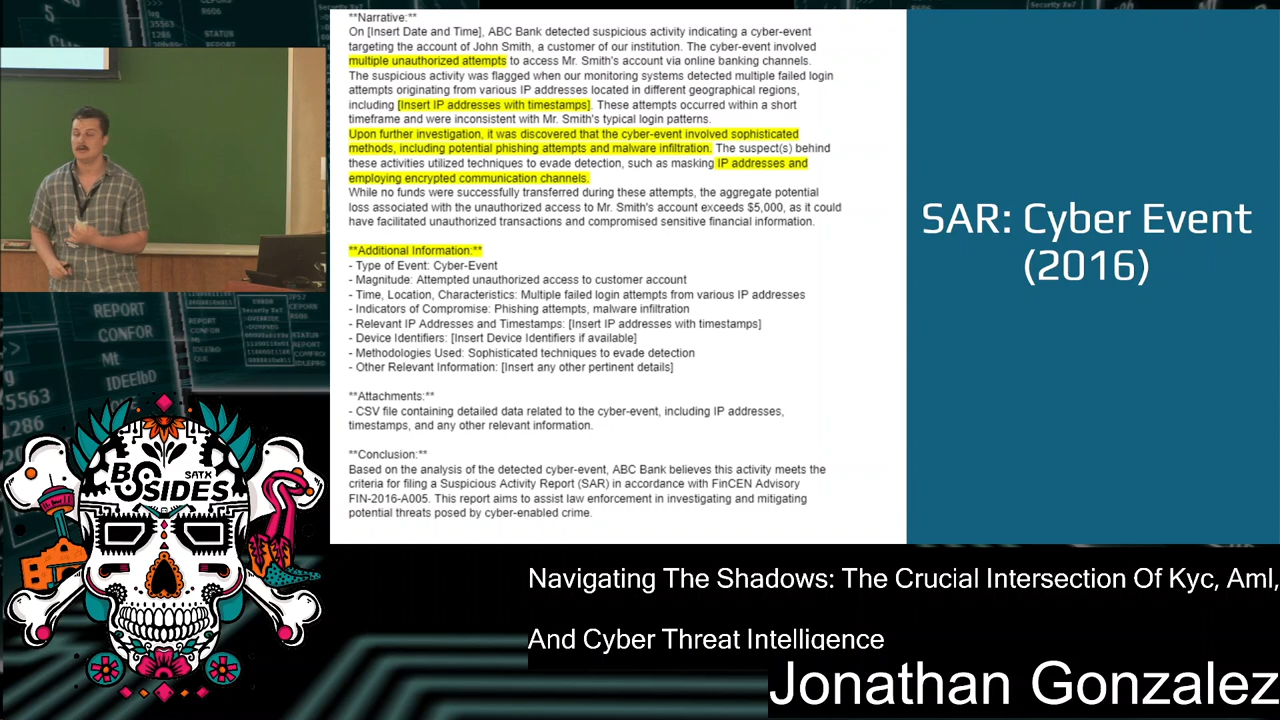 **Narrative:**
On [Insert Date and Time], ABC Bank detected suspicious activity indicating a cyber-event
targeting the account of John Smith, a customer of our institution. The cyber-event involved
multiple unauthorized attempts to access Mr. Smith's account via online banking channels.
The suspicious activity was flagged when our monitoring systems detected multiple failed login
attempts originating from various IP addresses located in different geographical regions,
including [Insert IP addresses with timestamps]. These attempts occurred within a short
timeframe and were inconsistent with Mr. Smith's typical login patterns.
Upon further investigation, it was discovered that the cyber-event involved sophisticated
methods, including potential phishing attempts and malware infiltration. The suspect(s) behind
these activities utilized techniques to evade detection, such as masking IP addresses and
employing encrypted communication channels.
While no funds were successfully transferred during these attempts, the aggregate potential
loss associated with the unauthorized access to Mr. Smith's account exceeds $5,000, as it could
have facilitated unauthorized transactions and compromised sensitive financial information.
**Additional Information:**
- Type of Event: Cyber-Event
- Magnitude: Attempted unauthorized access to customer account
- Time, Location, Characteristics: Multiple failed login attempts from various IP addresses
- Indicators of Compromise: Phishing attempts, malware infiltration
- Relevant IP Addresses and Timestamps: [Insert IP addresses with timestamps]
- Device Identifiers: [Insert Device Identifiers if available]
- Methodologies Used: Sophisticated techniques to evade detection
- Other Relevant Information: [Insert any other pertinent details]
**Attachments:**
- CSV file containing detailed data related to the cyber-event, including IP addresses,
timestamps, and any other relevant information.
**Conclusion:**
Based on the analysis of the detected cyber-event, ABC Bank believes this activity meets the
criteria for filing a Suspicious Activity Report (SAR) in accordance with FinCEN Advisory
FIN-2016-A005. This report aims to assist law enforcement in investigating and mitigating
potential threats posed by cyber-enabled crime.
SAR: Cyber Event
(2016)
REPORT
CONFOR
Mt
IDEEIbD
5563
1286
BSIDES
SATX
Navigating The Shadows: The Crucial Intersection Of Kyc, Aml,
And Cyber Threat Intelligence
Jonathan Gonzalez